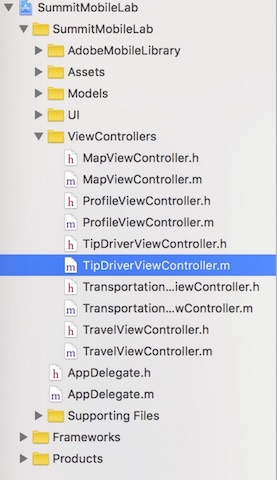 SummitMobileLab
SummitMobileLab
AdobeMobileLibrary
Assets
Models
UI
ViewControllers
h MapViewController.h
m MapViewController.m
h ProfileViewController.h
m ProfileViewController.m
h TipDriverViewController.h
m TipDriverViewController.m
h Transportation...iewController.h
m Transportation...wController.m
h TravelViewController.h
m TravelViewController.m
h AppDelegate.h
m AppDelegate.m
Supporting Files
Frameworks
Products